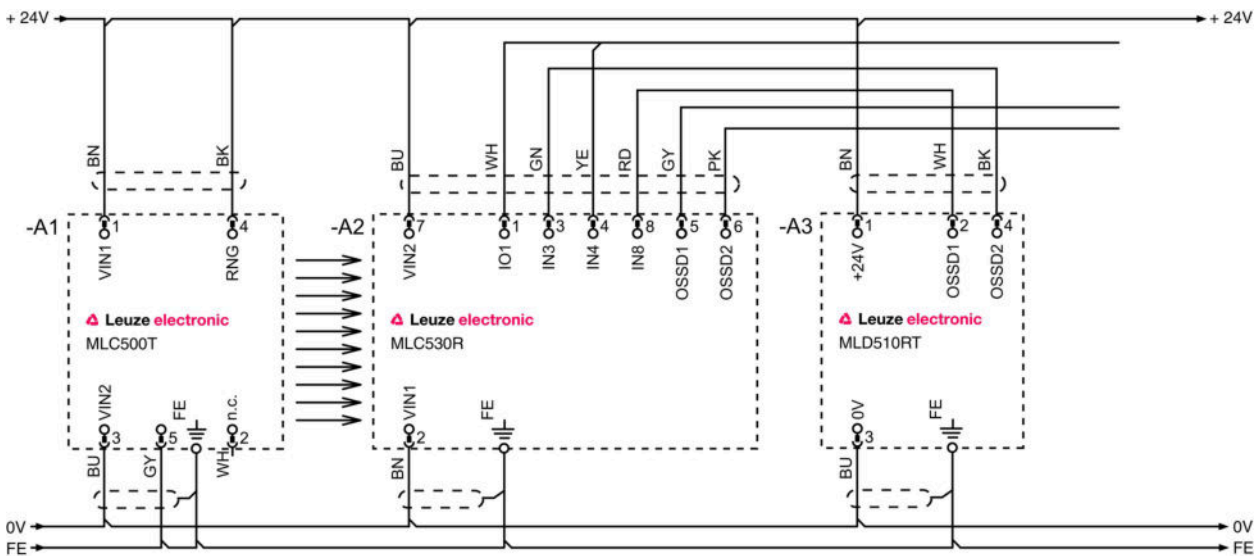 + 24V + 24V
BN BK BU WH GN YE RD GY PK BN WH BK
-A1 1 4 -A2 7 1 3 4 8 5 6 -A3 1 2 4
VIN1 RNG VIN2 IO1 IN3 IN4 IN8 OSSD1 OSSD2 +24V OSSD1 OSSD2
Leuze electronic Leuze electronic Leuze electronic
MLC500T MLC530R MLD510RT
VIN2 FE n.c. VIN1 FE 0V FE
3 5 2 2 3
BU GY WH BN BU
0V 0V
FE FE